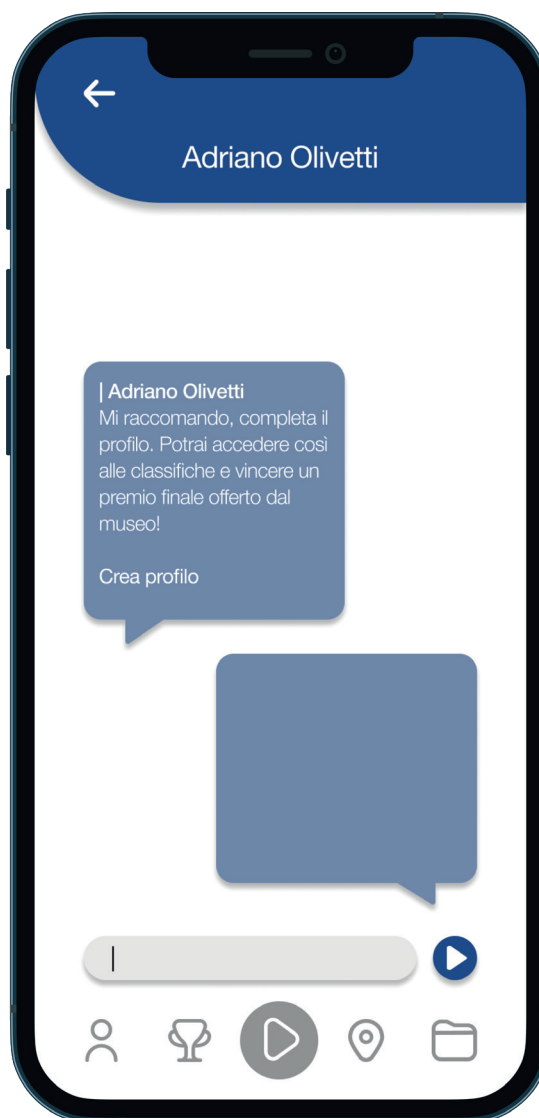 Adriano Olivetti
| Adriano Olivetti
Mi raccomando, completa il
profilo. Potrai accedere così
alle classifiche e vincere un
premio finale offerto dal
museo!
Crea profilo